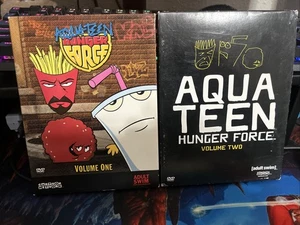 AQUA TEEN
HUNGER
FORCE
VOLUME ONE
DVD
ADULT
SWIM
AQUA
TEEN
HUNGER FORCE
VOLUME TWO
[adult swim]
DVD